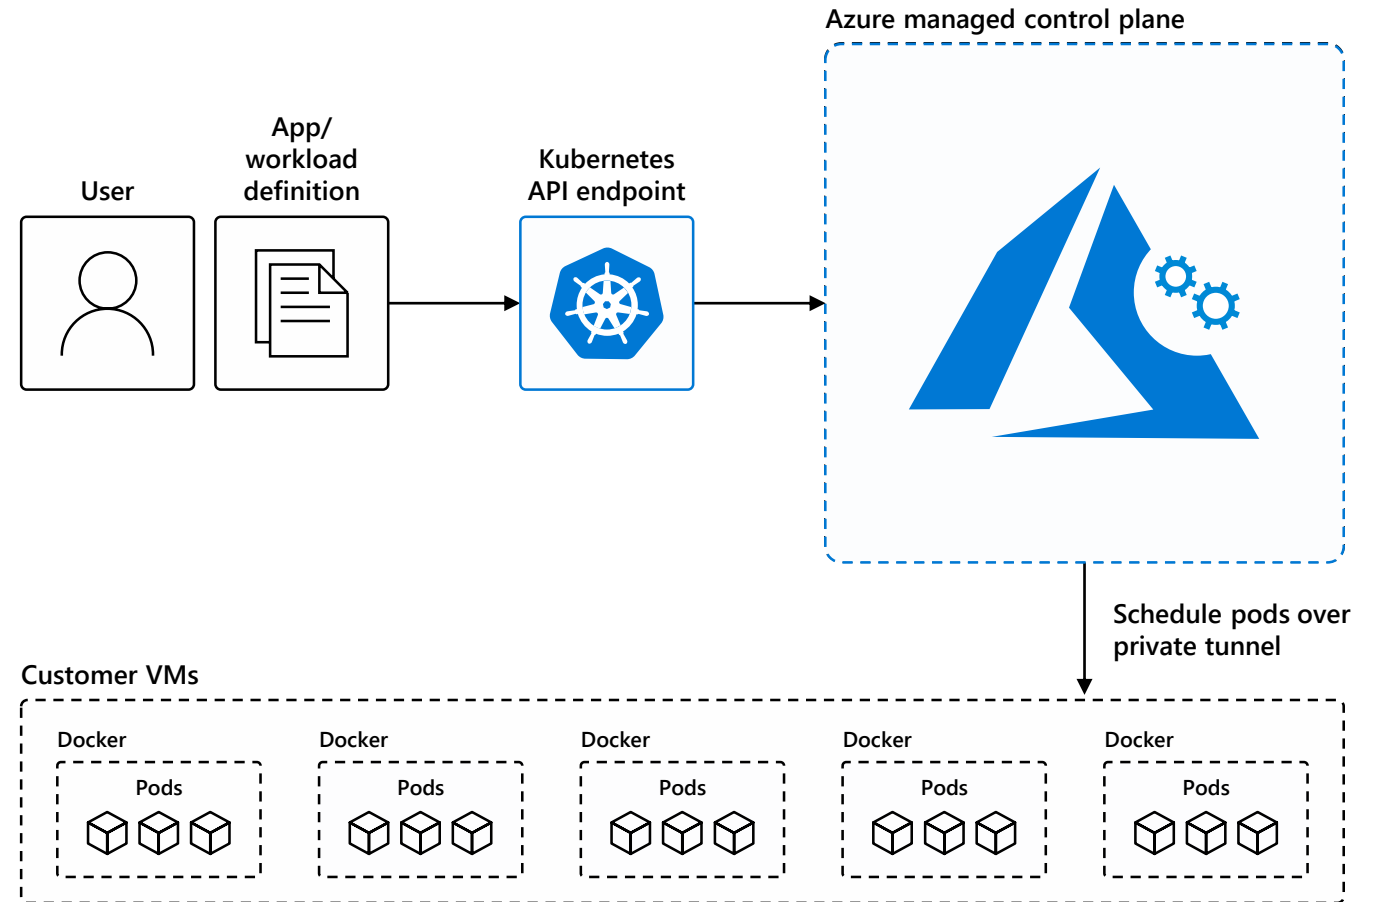 Azure managed control plane
App/
workload
definition
User
Kubernetes
API endpoint
Schedule pods over
private tunnel
Customer VMs
Docker
Docker
Docker
Docker
Docker
Pods
Pods
Pods
Pods
Pods